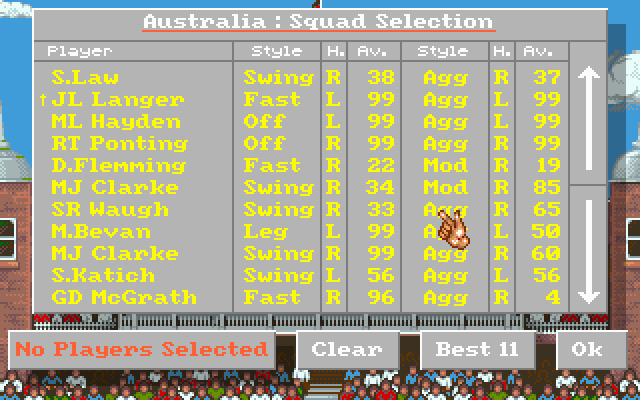 Australia : Squad Selection
Player Style H. Av. Style H. Av.
S.Law Swing R 38 Agg R 37
↑JL Langer Fast L 99 Agg L 99
ML Hayden Off L 99 Agg L 99
RT Ponting Off R 99 Agg R 99
D.Flemming Fast R 22 Mod R 19
MJ Clarke Swing R 34 Mod R 85
SR Waugh Swing R 33 Agg R 65
M.Bevan Leg L 99 Agg L 50
MJ Clarke Swing R 99 Agg R 60
S.Katich Swing L 56 Agg L 56
GD McGrath Fast R 96 Agg R 4
No Players Selected Clear Best 11 Ok